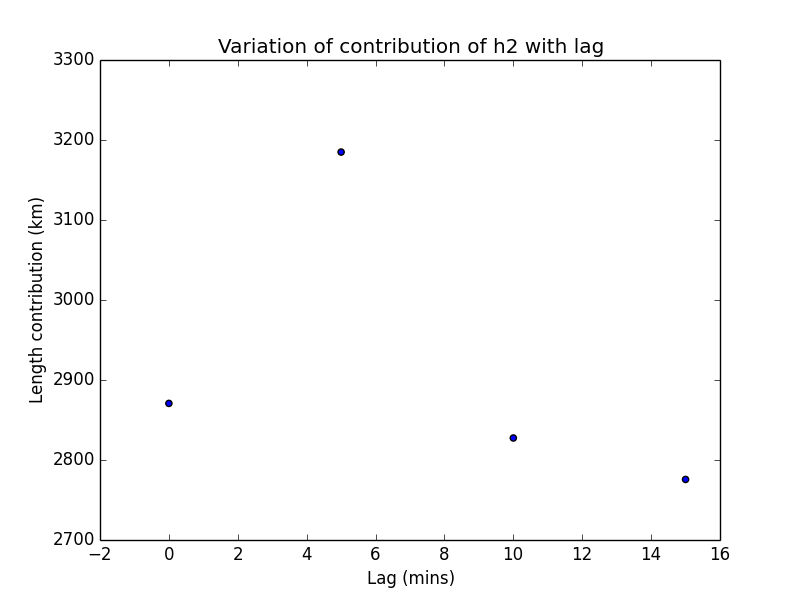 Variation of contribution of h2 with lag
3300
3200
3100
3000
2900
2800
2700
Length contribution (km)
−2 0 2 4 6 8 10 12 14 16
Lag (mins)